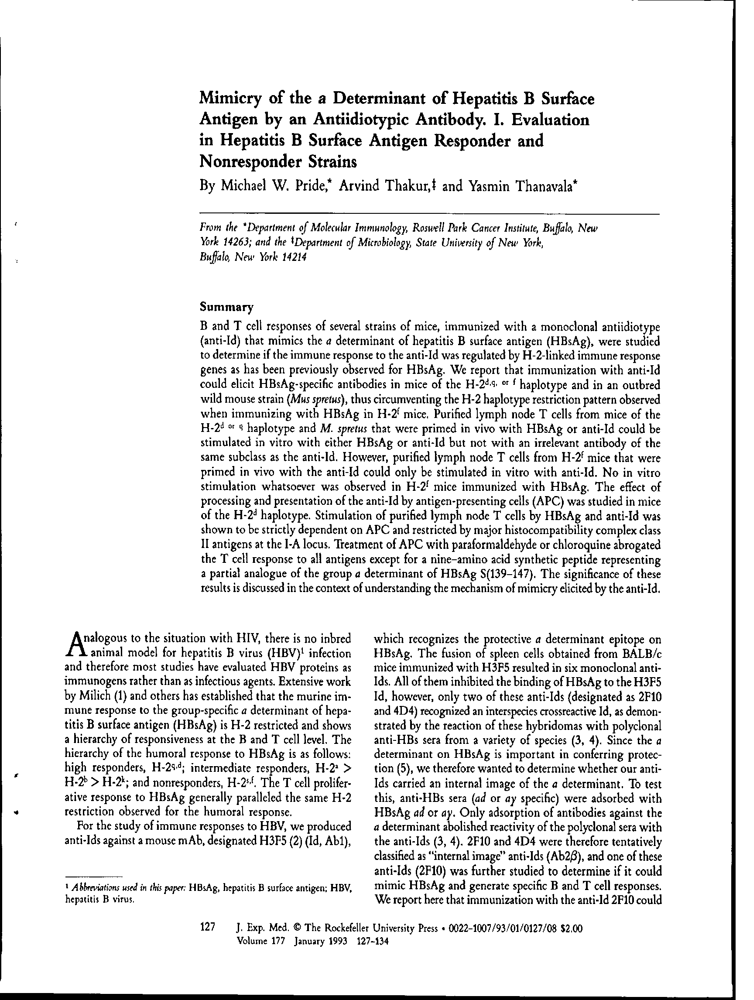 Mimicry of the a Determinant of Hepatitis B Surface
Antigen by an Antiidiotypic Antibody. I. Evaluation
in Hepatitis B Surface Antigen Responder and
Nonresponder Strains
By Michael W. Pride,* Arvind Thakur,‡ and Yasmin Thanavala*
From the *Department of Molecular Immunology, Roswell Park Cancer Institute, Buffalo, New
York 14263; and the ‡Department of Microbiology, State University of New York,
Buffalo, New York 14214
Summary
B and T cell responses of several strains of mice, immunized with a monoclonal antiidiotype
(anti-Id) that mimics the a determinant of hepatitis B surface antigen (HBsAg), were studied
to determine if the immune response to the anti-Id was regulated by H-2-linked immune response
genes as has been previously observed for HBsAg. We report that immunization with anti-Id
could elicit HBsAg-specific antibodies in mice of the H-2d,q, or f haplotype and in an outbred
wild mouse strain (Mus spretus), thus circumventing the H-2 haplotype restriction pattern observed
when immunizing with HBsAg in H-2f mice. Purified lymph node T cells from mice of the
H-2d or q haplotype and M. spretus that were primed in vivo with HBsAg or anti-Id could be
stimulated in vitro with either HBsAg or anti-Id but not with an irrelevant antibody of the
same subclass as the anti-Id. However, purified lymph node T cells from H-2f mice that were
primed in vivo with the anti-Id could only be stimulated in vitro with anti-Id. No in vitro
stimulation whatsoever was observed in H-2f mice immunized with HBsAg. The effect of
processing and presentation of the anti-Id by antigen-presenting cells (APC) was studied in mice
of the H-2d haplotype. Stimulation of purified lymph node T cells by HBsAg and anti-Id was
shown to be strictly dependent on APC and restricted by major histocompatibility complex class
II antigens at the I-A locus. Treatment of APC with paraformaldehyde or chloroquine abrogated
the T cell response to all antigens except for a nine–amino acid synthetic peptide representing
a partial analogue of the group a determinant of HBsAg S(139–147). The significance of these
results is discussed in the context of understanding the mechanism of mimicry elicited by the anti-Id.
Analogous to the situation with HIV, there is no inbred
animal model for hepatitis B virus (HBV)1 infection
and therefore most studies have evaluated HBV proteins as
immunogens rather than as infectious agents. Extensive work
by Milich (1) and others has established that the murine im-
mune response to the group-specific a determinant of hepa-
titis B surface antigen (HBsAg) is H-2 restricted and shows
a hierarchy of responsiveness at the B and T cell level. The
hierarchy of the humoral response to HBsAg is as follows:
high responders, H-2q,d; intermediate responders, H-2a >
H-2b > H-2k; and nonresponders, H-2s,f. The T cell prolifer-
ative response to HBsAg generally paralleled the same H-2
restriction observed for the humoral response.
For the study of immune responses to HBV, we produced
anti-Ids against a mouse mAb, designated H3F5 (2) (Id, Ab1),
1 Abbreviations used in this paper: HBsAg, hepatitis B surface antigen; HBV,
hepatitis B virus.
which recognizes the protective a determinant epitope on
HBsAg. The fusion of spleen cells obtained from BALB/c
mice immunized with H3F5 resulted in six monoclonal anti-
Ids. All of them inhibited the binding of HBsAg to the H3F5
Id, however, only two of these anti-Ids (designated as 2F10
and 4D4) recognized an interspecies crossreactive Id, as demon-
strated by the reaction of these hybridomas with polyclonal
anti-HBs sera from a variety of species (3, 4). Since the a
determinant on HBsAg is important in conferring protec-
tion (5), we therefore wanted to determine whether our anti-
Ids carried an internal image of the a determinant. To test
this, anti-HBs sera (ad or ay specific) were adsorbed with
HBsAg ad or ay. Only adsorption of antibodies against the
a determinant abolished reactivity of the polyclonal sera with
the anti-Ids (3, 4). 2F10 and 4D4 were therefore tentatively
classified as “internal image” anti-Ids (Ab2β), and one of these
anti-Ids (2F10) was further studied to determine if it could
mimic HBsAg and generate specific B and T cell responses.
We report here that immunization with the anti-Id 2F10 could
127 J. Exp. Med. © The Rockefeller University Press • 0022-1007/93/01/0127/08 $2.00
Volume 177 January 1993 127-134